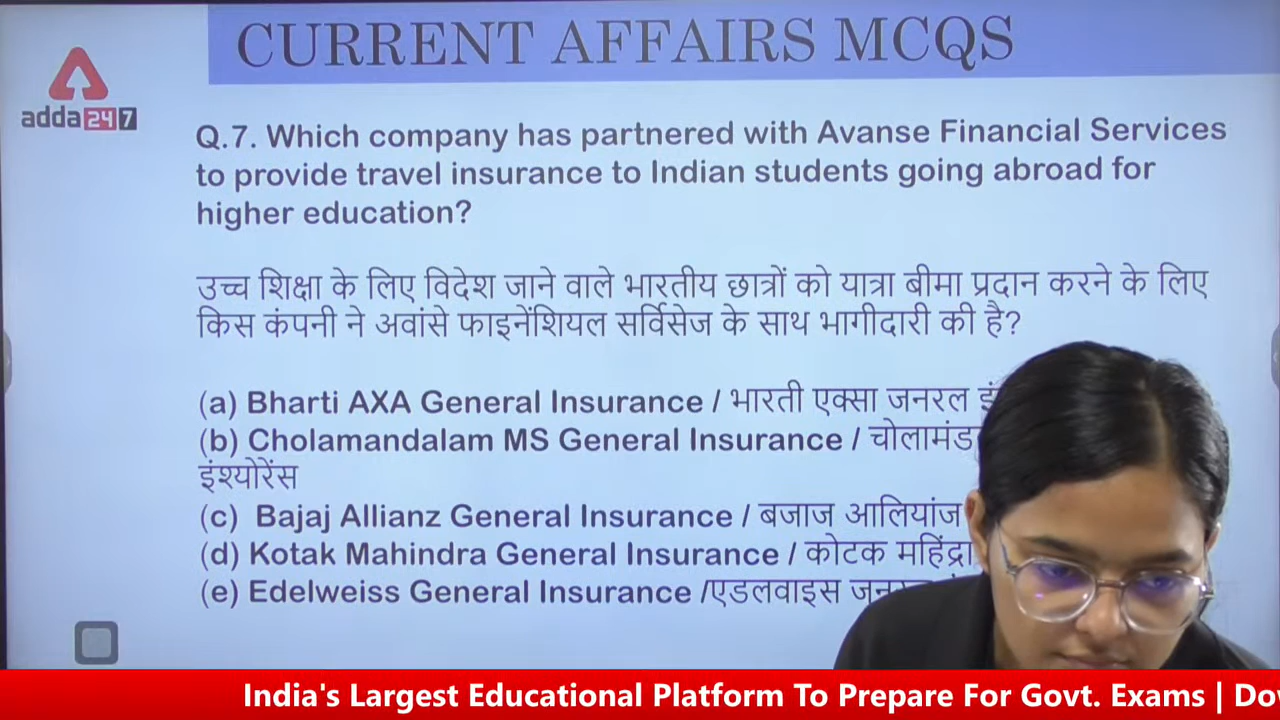 CURRENT AFFAIRS MCQS
adda247
Q.7. Which company has partnered with Avanse Financial Services
to provide travel insurance to Indian students going abroad for
higher education?
उच्च शिक्षा के लिए विदेश जाने वाले भारतीय छात्रों को यात्रा बीमा प्रदान करने के लिए
किस कंपनी ने अवांसे फाइनेंशियल सर्विसेज के साथ भागीदारी की है?
(a) Bharti AXA General Insurance / भारती एक्सा जनरल
(b) Cholamandalam MS General Insurance /
इंश्योरेंस
(c) Bajaj Allianz General Insurance / बजाज आलियांज
(d) Kotak Mahindra General Insurance / कोटक महिंद्रा
(e) Edelweiss General Insurance /एडलवाइस
India's Largest Educational Platform To Prepare For Govt. Exams |